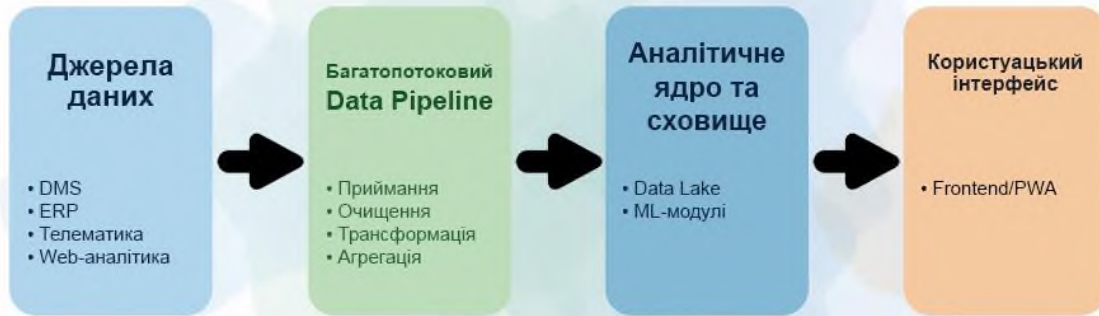 Джерела
даних
• DMS
• ERP
• Телематика
• Web-аналітика
Багатопотоковий
Data Pipeline
• Приймання
• Очищення
• Трансформація
• Агрегація
Аналітичне
ядро та
сховище
• Data Lake
• ML-модулі
Користуацький
інтерфейс
• Frontend/PWA